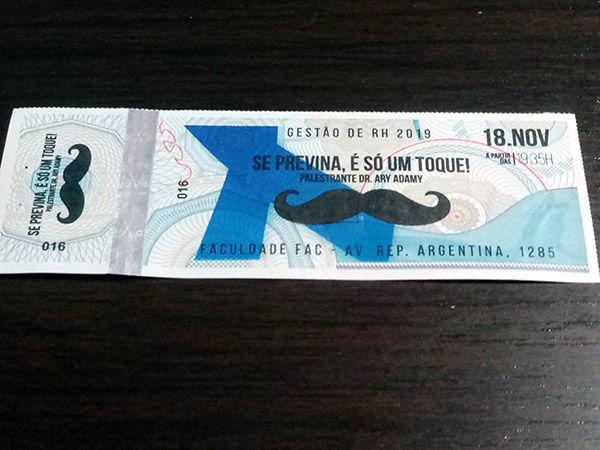 SE PREVINA, É SÓ UM TOQUE!
PALESTRANTE DR. ARY ADAMY
016
016
GESTÃO DE RH 2019
18.NOV
SE PREVINA, É SÓ UM TOQUE!
A PARTIR DAS 19:35H
PALESTRANTE DR. ARY ADAMY
FACULDADE FAC - AV. REP. ARGENTINA, 1285